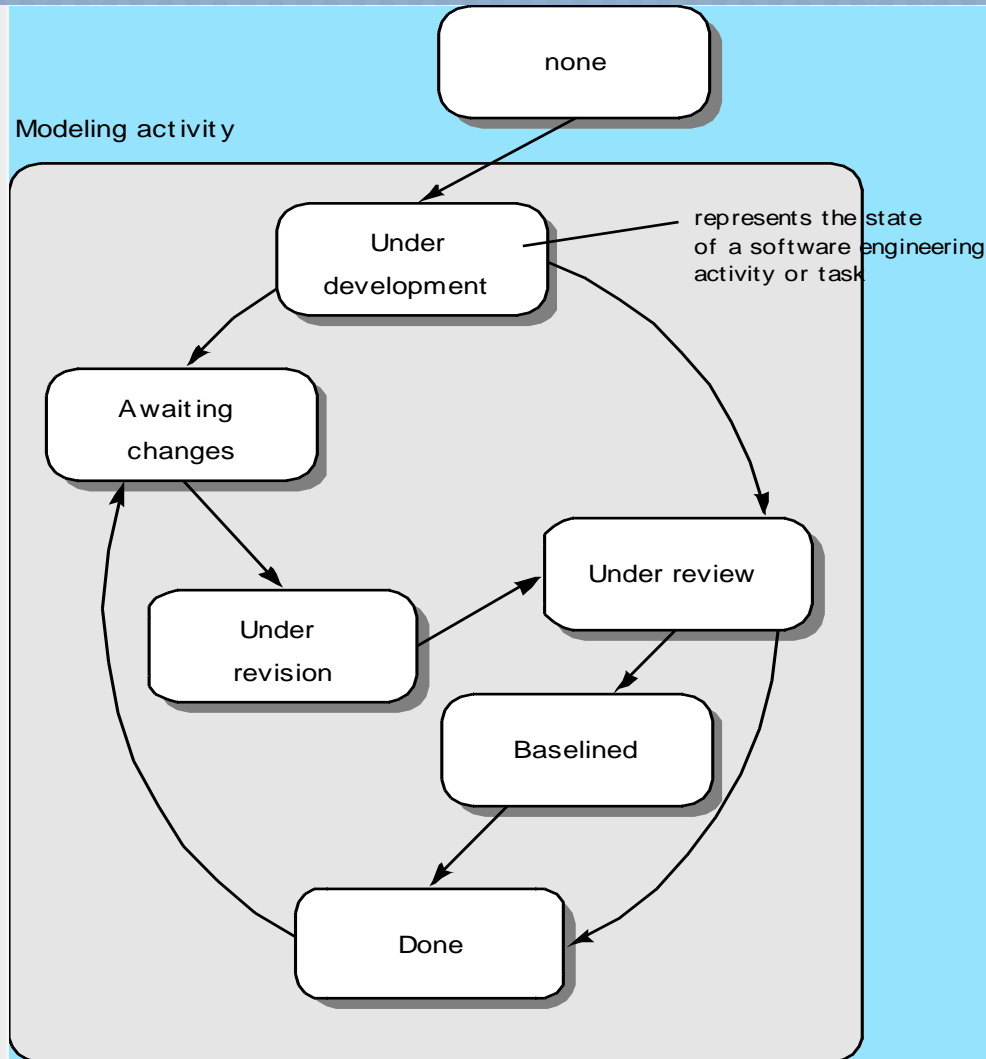 none
Modeling activity
Under
development
represents the state
of a software engineering
activity or task
Awaiting
changes
Under review
Under
revision
Baselined
Done